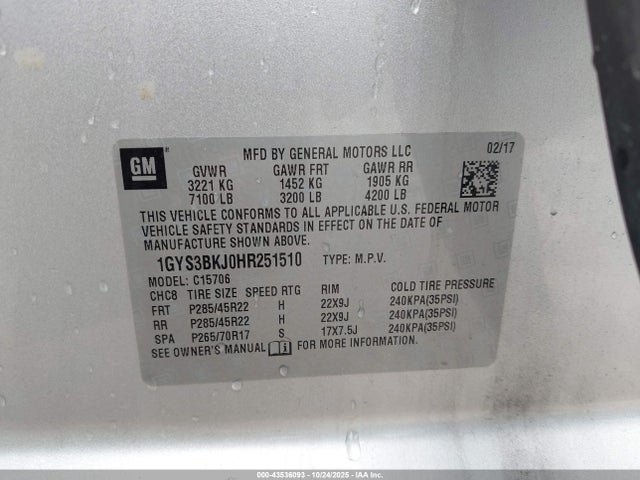 GM
MFD BY GENERAL MOTORS LLC 02/17
GVWR GAWR FRT GAWR RR
3221 KG 1452 KG 1905 KG
7100 LB 3200 LB 4200 LB
THIS VEHICLE CONFORMS TO ALL APPLICABLE U.S. FEDERAL MOTOR
VEHICLE SAFETY STANDARDS IN EFFECT ON THE DATE OF
MANUFACTURE SHOWN ABOVE.
1GYS3BKJ0HR251510 TYPE: M.P.V.
MODEL: C15706
CHC8 TIRE SIZE SPEED RTG RIM COLD TIRE PRESSURE
FRT P285/45R22 H 22X9J 240KPA(35PSI)
RR P285/45R22 H 22X9J 240KPA(35PSI)
SPA P265/70R17 S 17X7.5J 240KPA(35PSI)
SEE OWNER'S MANUAL i FOR MORE INFORMATION.
000-43536093 - 10/24/2025 - IAAI.COM